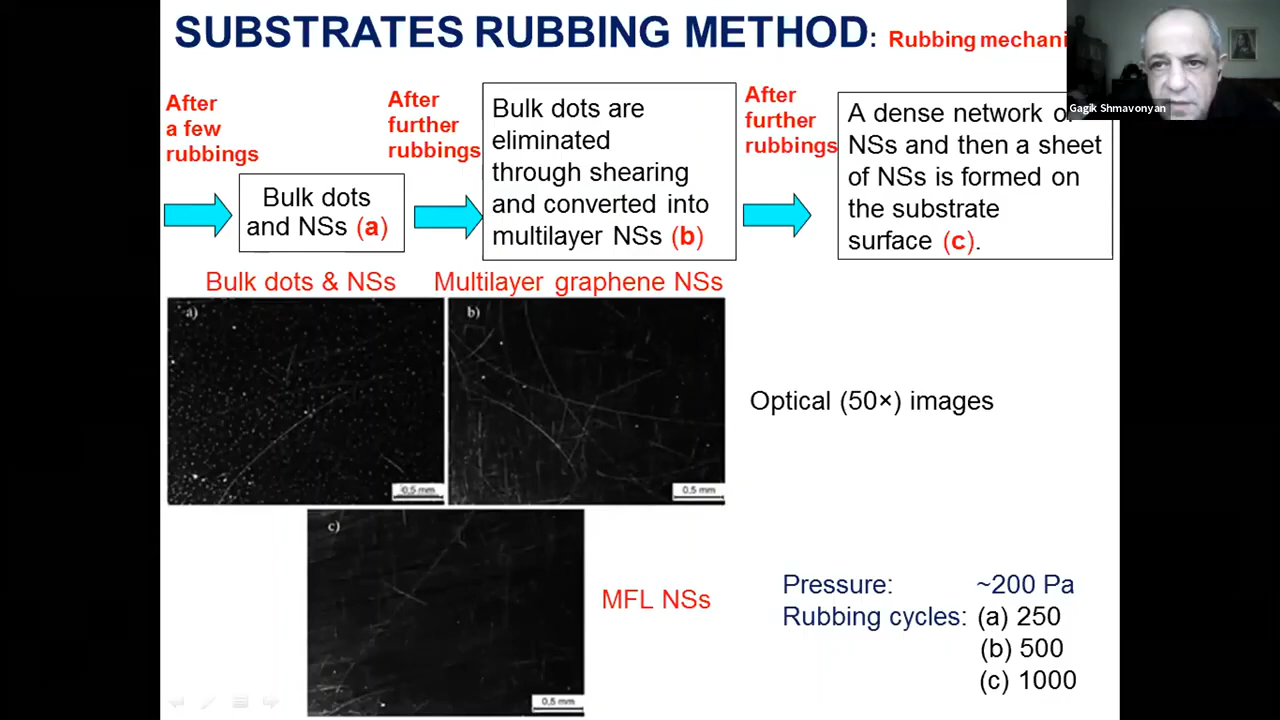 SUBSTRATES RUBBING METHOD: Rubbing mechani
Gagik Shmavonyan
After
a few
rubbings
Bulk dots
and NSs (a)
After
further
rubbings
Bulk dots are
eliminated
through shearing
and converted into
multilayer NSs (b)
After
further
rubbings
A dense network of
NSs and then a sheet
of NSs is formed on
the substrate
surface (c).
Bulk dots & NSs
Multilayer graphene NSs
a)
0,5 mm
b)
0,5 mm
Optical (50×) images
c)
0,5 mm
MFL NSs
Pressure: ~200 Pa
Rubbing cycles: (a) 250
(b) 500
(c) 1000